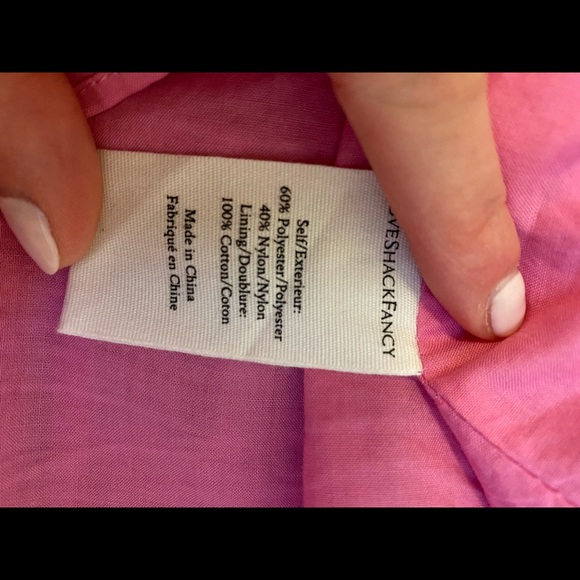 OVESHACKFANCY
Self/Exterieur:
60% Polyester/Polyester
40% Nylon/Nylon
Lining/Doublure:
100% Cotton/Coton
Made in China
Fabriqué en Chine